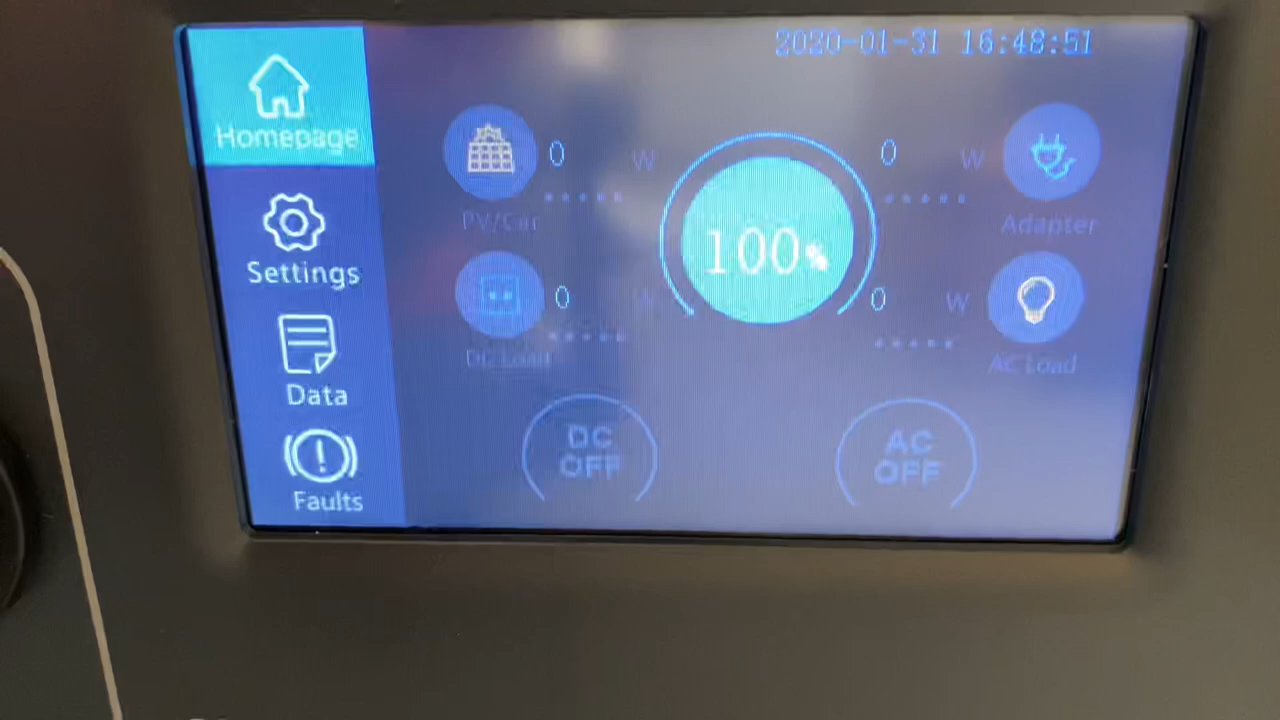 2020-01-31 16:48:51
Homepage
Settings
Data
Faults
0 W
PV/Car
0 W
DC Load
100%
0 W
Adapter
0 W
AC Load
DC
OFF
AC
OFF